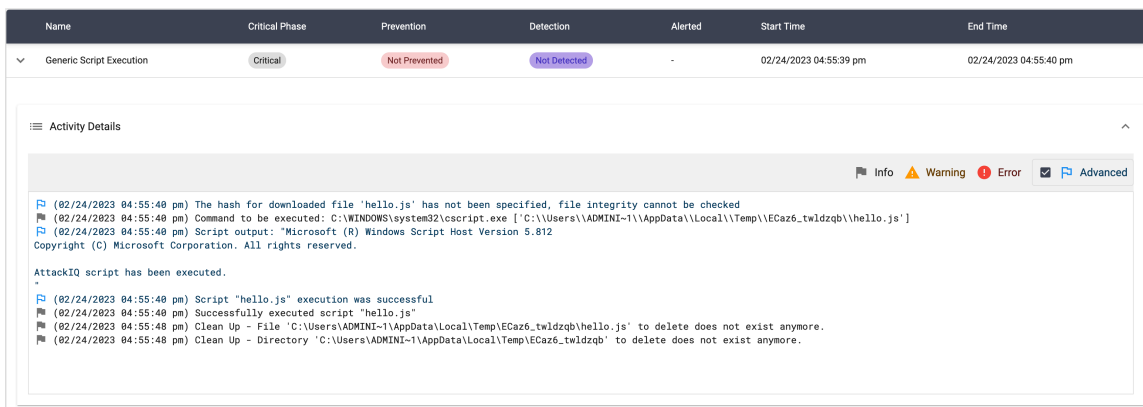 Name Critical Phase Prevention Detection Alerted Start Time End Time
Generic Script Execution Critical Not Prevented Not Detected - 02/24/2023 04:55:39 pm 02/24/2023 04:55:40 pm
Activity Details
Info Warning Error Advanced
(02/24/2023 04:55:40 pm) The hash for downloaded file 'hello.js' has not been specified, file integrity cannot be checked
(02/24/2023 04:55:40 pm) Command to be executed: C:\WINDOWS\system32\cscript.exe ['C:\\Users\\ADMINI~1\\AppData\\Local\\Temp\\ECaz6_twldzqb\\hello.js']
(02/24/2023 04:55:40 pm) Script output: "Microsoft (R) Windows Script Host Version 5.812
Copyright (C) Microsoft Corporation. All rights reserved.
AttackIQ script has been executed.
"
(02/24/2023 04:55:40 pm) Script "hello.js" execution was successful
(02/24/2023 04:55:40 pm) Successfully executed script "hello.js"
(02/24/2023 04:55:48 pm) Clean Up - File 'C:\Users\ADMINI~1\AppData\Local\Temp\ECaz6_twldzqb\hello.js' to delete does not exist anymore.
(02/24/2023 04:55:48 pm) Clean Up - Directory 'C:\Users\ADMINI~1\AppData\Local\Temp\ECaz6_twldzqb' to delete does not exist anymore.